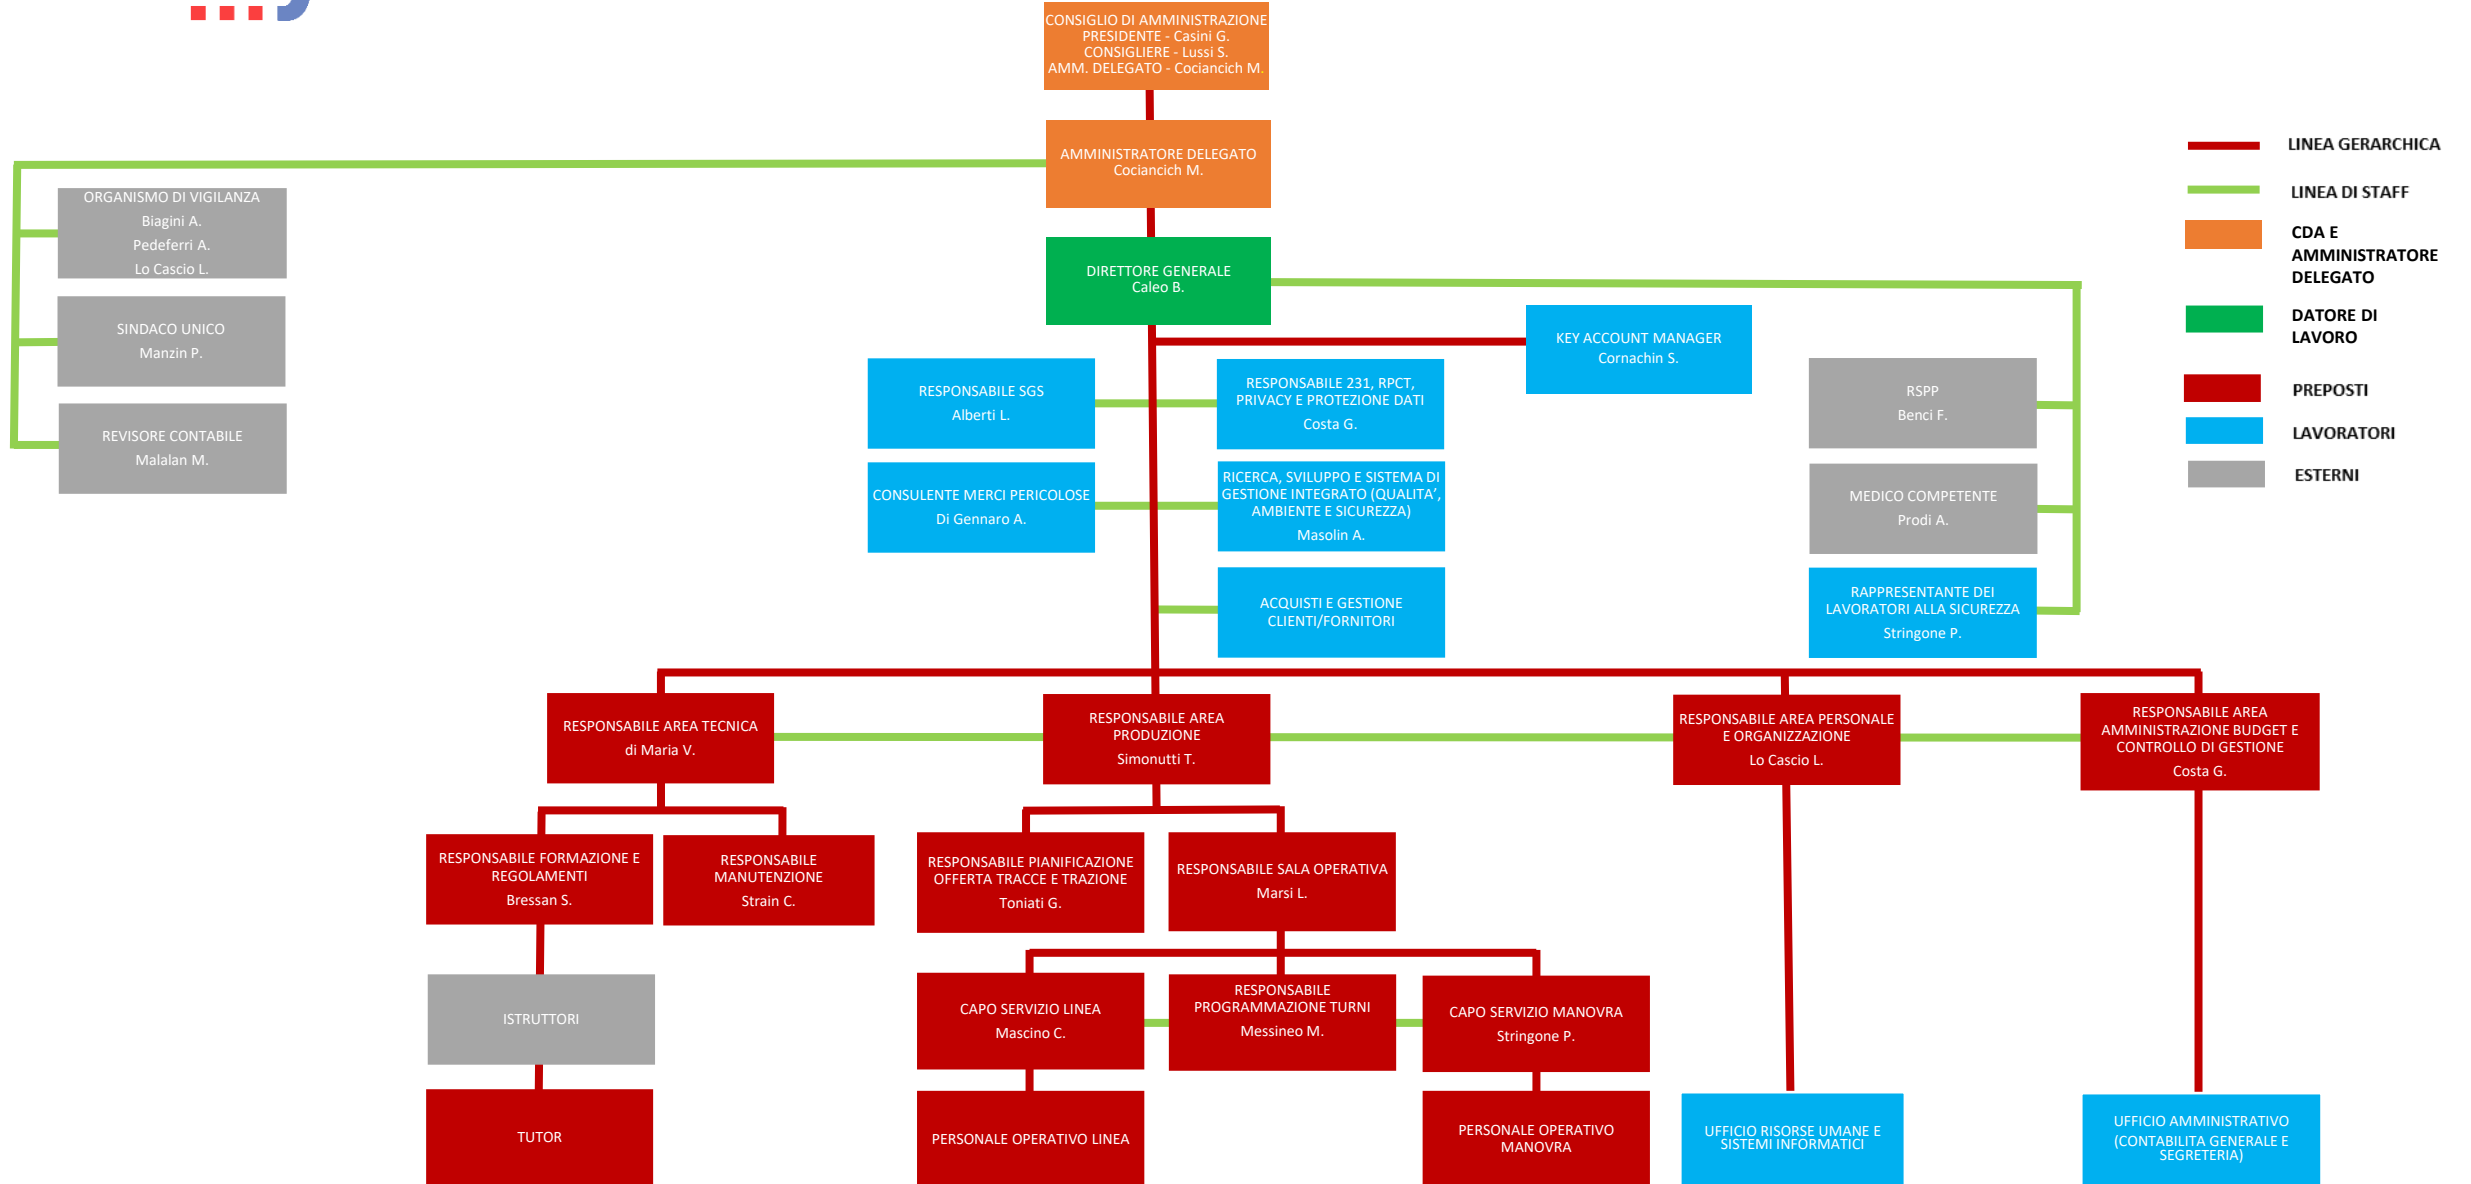 CONSIGLIO DI AMMINISTRAZIONE
PRESIDENTE - Casini G.
CONSIGLIERE - Lussi S.
AMM. DELEGATO - Cociancich M.
AMMINISTRATORE DELEGATO
Cociancich M.
LINEA GERARCHICA
LINEA DI STAFF
CDA E
AMMINISTRATORE
DELEGATO
DATORE DI
LAVORO
PREPOSTI
LAVORATORI
ESTERNI
ORGANISMO DI VIGILANZA
Biagini A.
Pedeferri A.
Lo Cascio L.
SINDACO UNICO
Manzin P.
REVISORE CONTABILE
Malalan M.
DIRETTORE GENERALE
Caleo B.
KEY ACCOUNT MANAGER
Cornachin S.
RESPONSABILE SGS
Alberti L.
RESPONSABILE 231, RPCT,
PRIVACY E PROTEZIONE DATI
Costa G.
RSPP
Benci F.
CONSULENTE MERCI PERICOLOSE
Di Gennaro A.
RICERCA, SVILUPPO E SISTEMA DI
GESTIONE INTEGRATO (QUALITA’,
AMBIENTE E SICUREZZA)
Masolin A.
MEDICO COMPETENTE
Prodi A.
ACQUISTI E GESTIONE
CLIENTI/FORNITORI
RAPPRESENTANTE DEI
LAVORATORI ALLA SICUREZZA
Stringone P.
RESPONSABILE AREA TECNICA
di Maria V.
RESPONSABILE AREA
PRODUZIONE
Simonutti T.
RESPONSABILE AREA PERSONALE
E ORGANIZZAZIONE
Lo Cascio L.
RESPONSABILE AREA
AMMINISTRAZIONE BUDGET E
CONTROLLO DI GESTIONE
Costa G.
RESPONSABILE FORMAZIONE E
REGOLAMENTI
Bressan S.
RESPONSABILE
MANUTENZIONE
Strain C.
RESPONSABILE PIANIFICAZIONE
OFFERTA TRACCE E TRAZIONE
Toniati G.
RESPONSABILE SALA OPERATIVA
Marsi L.
ISTRUTTORI
CAPO SERVIZIO LINEA
Mascino C.
RESPONSABILE
PROGRAMMAZIONE TURNI
Messineo M.
CAPO SERVIZIO MANOVRA
Stringone P.
TUTOR
PERSONALE OPERATIVO LINEA
PERSONALE OPERATIVO
MANOVRA
UFFICIO RISORSE UMANE E
SISTEMI INFORMATICI
UFFICIO AMMINISTRATIVO
(CONTABILITA GENERALE E
SEGRETERIA)